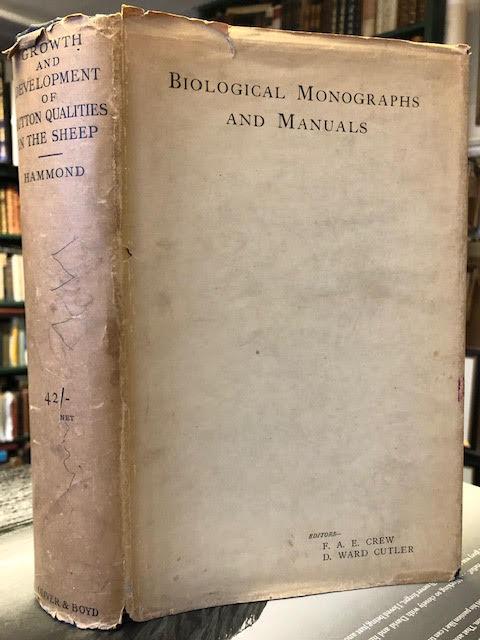 GROWTH
AND
DEVELOPMENT
OF
MUTTON QUALITIES
IN THE SHEEP
HAMMOND
42/-
NET
OLIVER & BOYD
BIOLOGICAL MONOGRAPHS
AND MANUALS
EDITORS—
F. A. E. CREW
D. WARD CUTLER